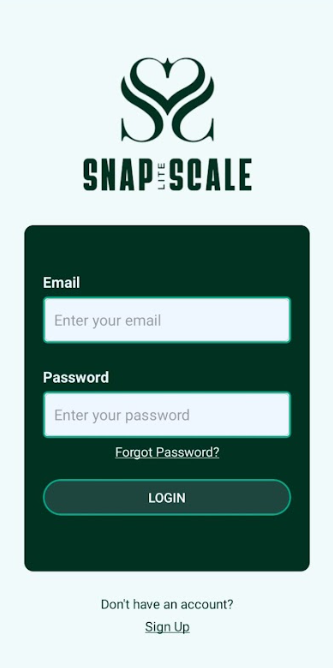 SNAP LITE SCALE
Email
Enter your email
Password
Enter your password
Forgot Password?
LOGIN
Don't have an account?
Sign Up